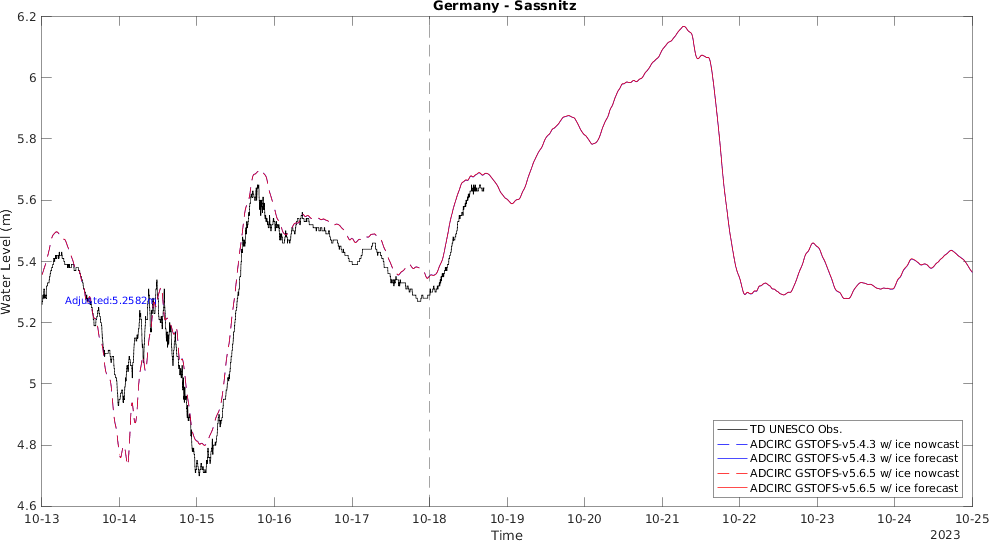 Germany - Sassnitz
6.2
6
5.8
5.6
5.4
5.2
5
4.8
4.6
Water Level (m)
Adjusted:5.2582m
TD UNESCO Obs.
ADCIRC GSTOFS-v5.4.3 w/ ice nowcast
ADCIRC GSTOFS-v5.4.3 w/ ice forecast
ADCIRC GSTOFS-v5.6.5 w/ ice nowcast
ADCIRC GSTOFS-v5.6.5 w/ ice forecast
10-13 10-14 10-15 10-16 10-17 10-18 10-19 10-20 10-21 10-22 10-23 10-24 10-25
Time
2023